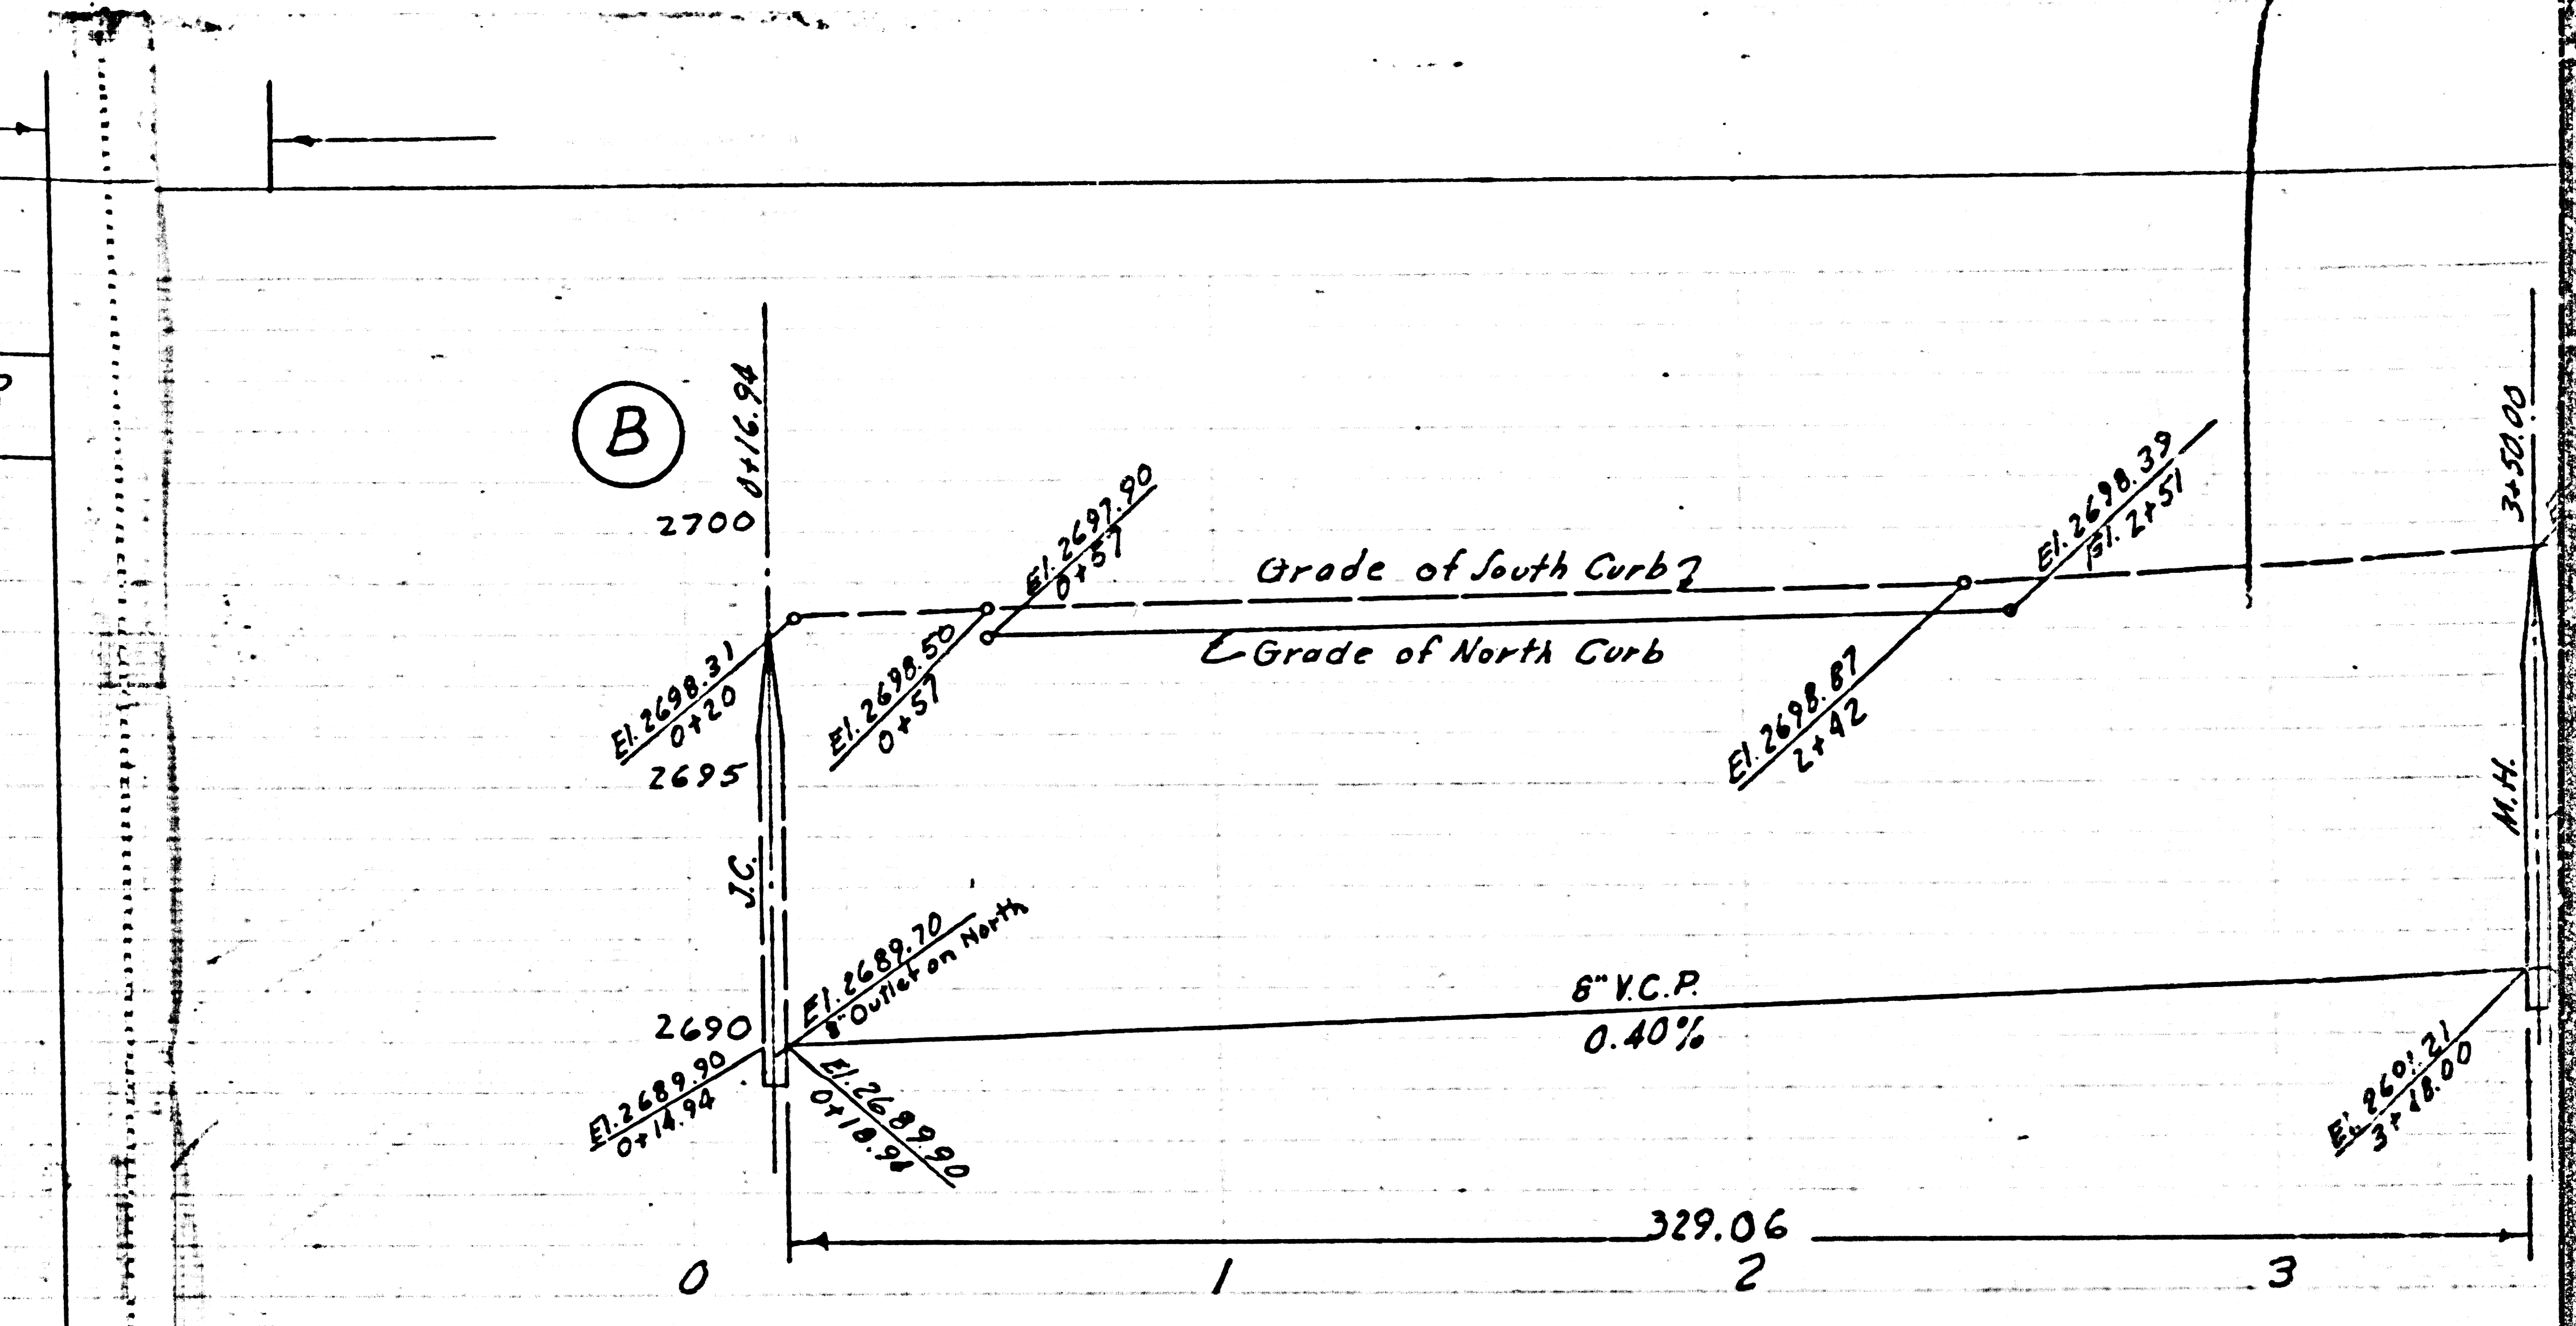 B
0+16.94
3+50.00
2700
El. 2697.90
0+57
El. 2698.39
El. 2+51
Grade of South Curb
Grade of North Curb
El. 2698.31
0+20
El. 2698.50
0+57
El. 2698.87
2+42
2695
M.H.
J.C.
El. 2689.70
8" Outlet on North
8" V.C.P.
0.40%
2690
El. 2689.90
0+14.94
El. 2689.90
0+18.94
3+48.00
329.06
0 1 2 3